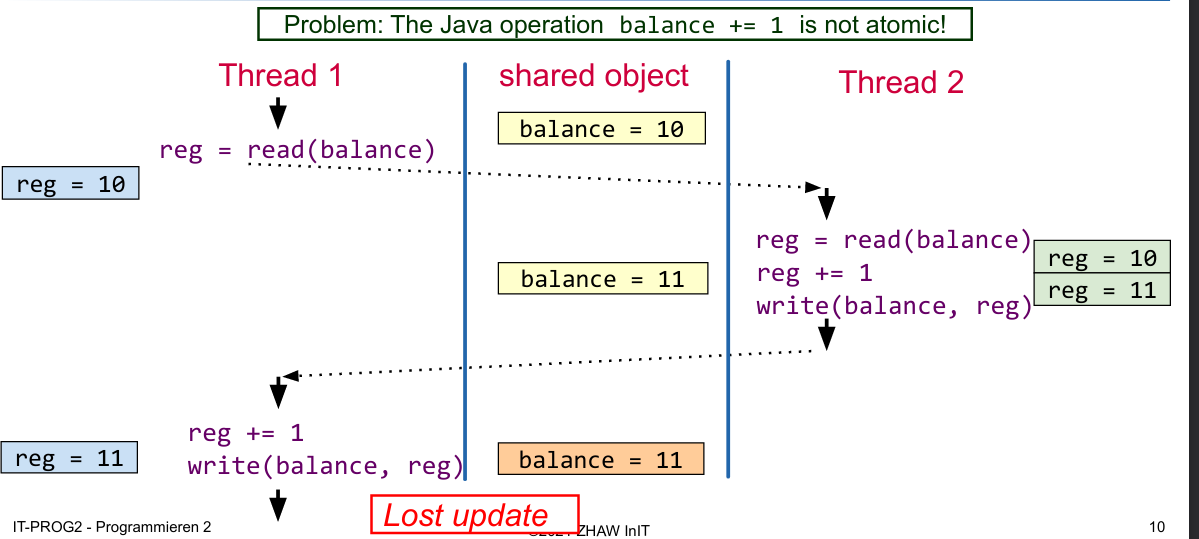 Problem: The Java operation balance += 1 is not atomic!
Thread 1
shared object
Thread 2
balance = 10
reg = read(balance)
reg = 10
reg = read(balance)
reg = 10
reg += 1
balance = 11
reg = 11
write(balance, reg)
reg += 1
reg = 11
write(balance, reg)
balance = 11
Lost update
IT-PROG2 - Programmieren 2
ZHAW InIT
10